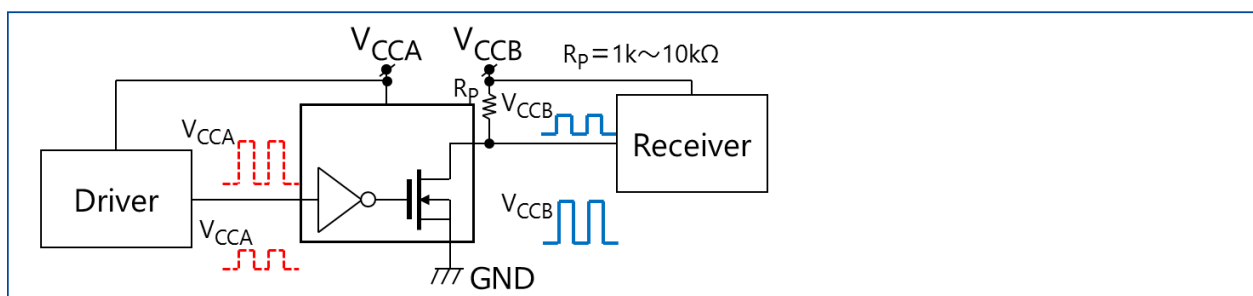 VCCA
VCCB
RP=1k～10kΩ
RP
VCCB
VCCA
Driver
Receiver
VCCA
VCCB
GND